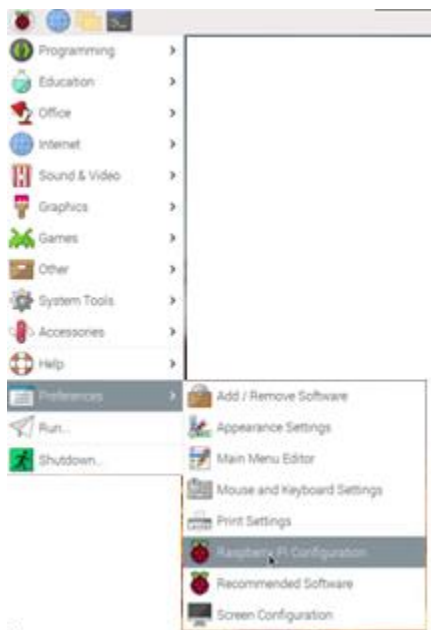 Programming
Education
Office
Internet
Sound & Video
Graphics
Games
Other
System Tools
Accessories
Help
Preferences
Run...
Shutdown...
Add / Remove Software
Appearance Settings
Main Menu Editor
Mouse and Keyboard Settings
Print Settings
Raspberry Pi Configuration
Recommended Software
Screen Configuration